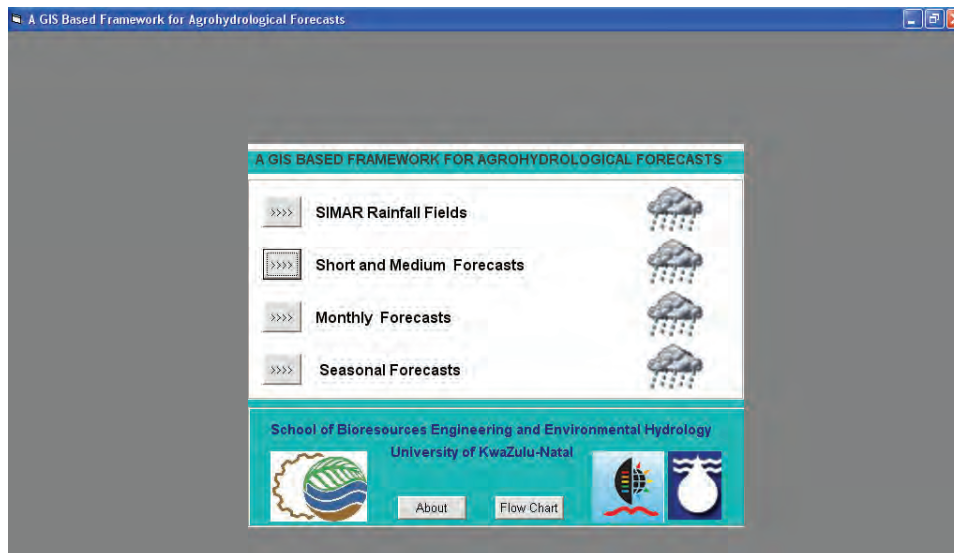 A GIS Based Framework for Agrohydrological Forecasts
A GIS BASED FRAMEWORK FOR AGROHYDROLOGICAL FORECASTS
>>>> SIMAR Rainfall Fields
>>>> Short and Medium Forecasts
>>>> Monthly Forecasts
>>>> Seasonal Forecasts
School of Bioresources Engineering and Environmental Hydrology
University of KwaZulu-Natal
About Flow Chart